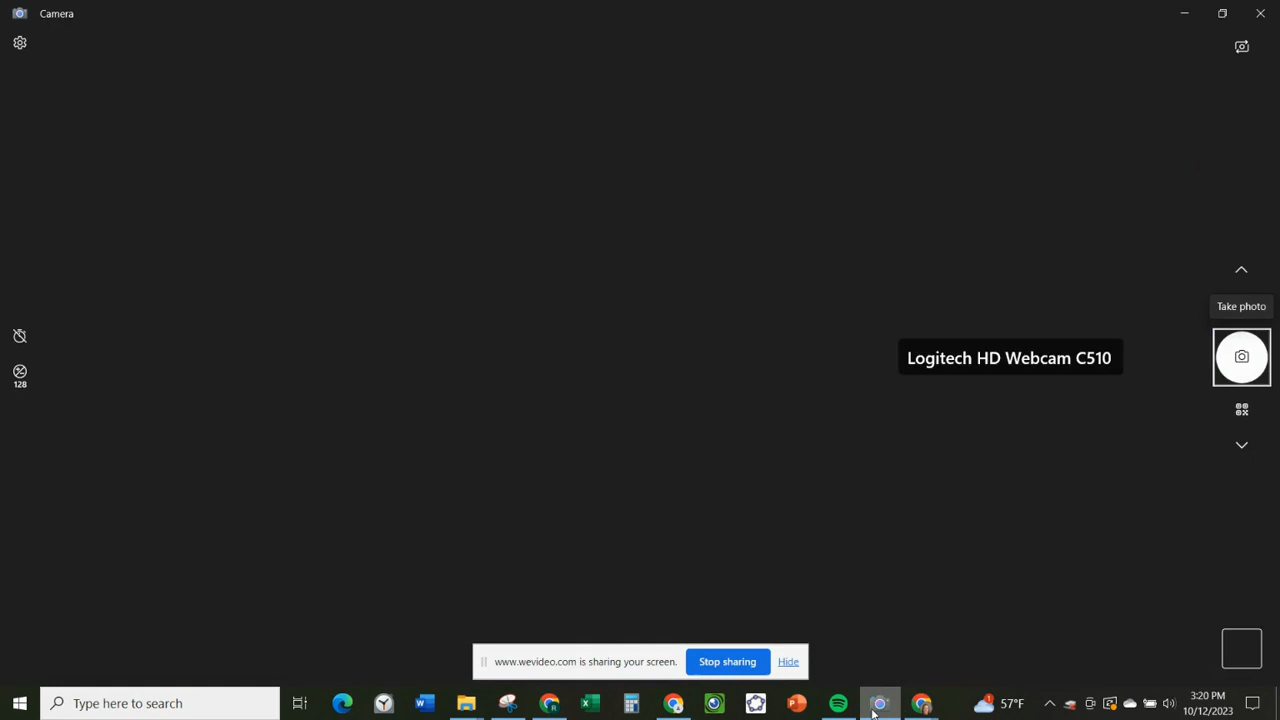 Camera
Take photo
Logitech HD Webcam C510
128
www.wevideo.com is sharing your screen. Stop sharing Hide
Type here to search
1
57°F
3:20 PM
10/12/2023